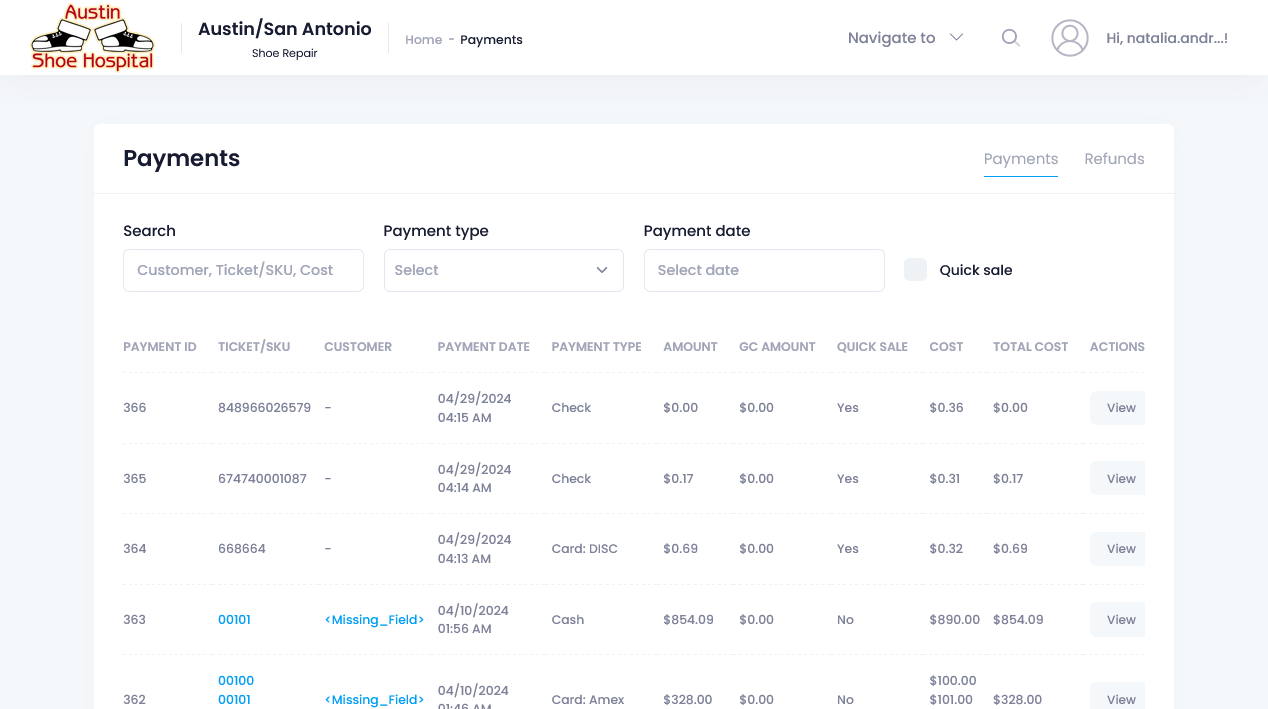 Austin
Shoe Hospital
Austin/San Antonio
Shoe Repair
Home - Payments
Navigate to
Hi, natalia.andr...!
Payments
Payments Refunds
Search Payment type Payment date
Customer, Ticket/SKU, Cost Select Select date Quick sale
PAYMENT ID TICKET/SKU CUSTOMER PAYMENT DATE PAYMENT TYPE AMOUNT GC AMOUNT QUICK SALE COST TOTAL COST ACTIONS
366 848966026579 - 04/29/2024 04:15 AM Check $0.00 $0.00 Yes $0.36 $0.00 View
365 674740001087 - 04/29/2024 04:14 AM Check $0.17 $0.00 Yes $0.31 $0.17 View
364 668664 - 04/29/2024 04:13 AM Card: DISC $0.69 $0.00 Yes $0.32 $0.69 View
363 00101 <Missing_Field> 04/10/2024 01:56 AM Cash $854.09 $0.00 No $890.00 $854.09 View
362 00100 00101 <Missing_Field> 04/10/2024 01:46 AM Card: Amex $328.00 $0.00 No $100.00 $101.00 $328.00 View